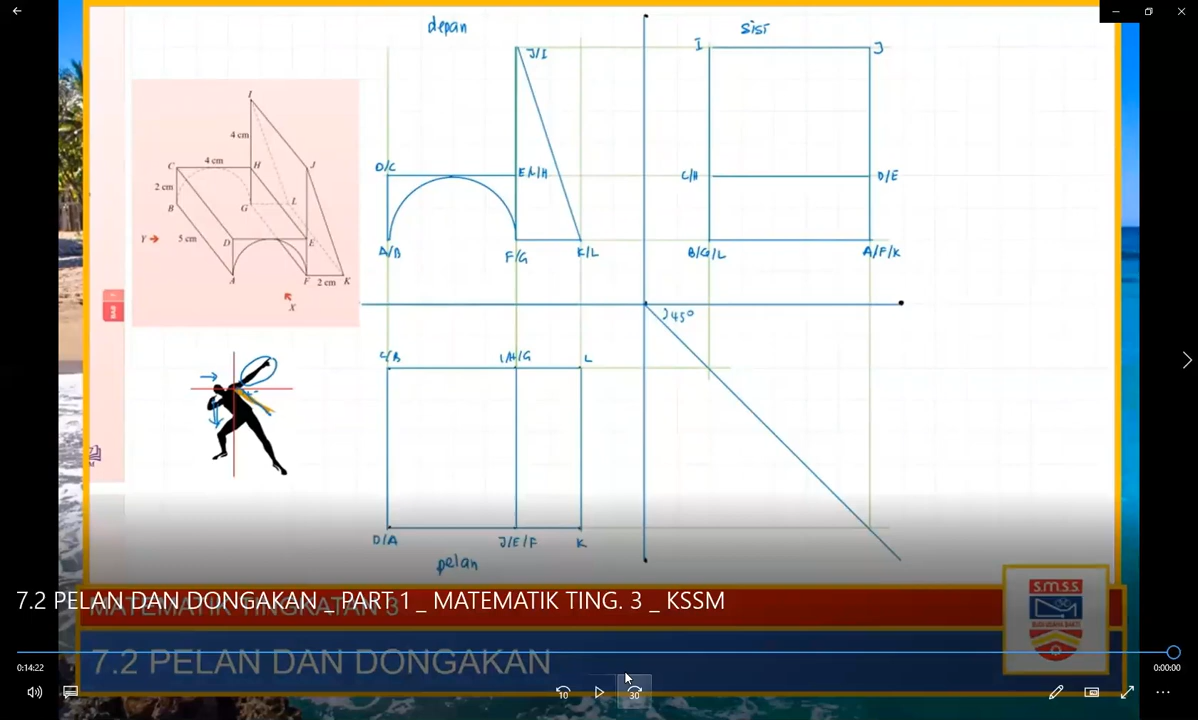 depan
sisi
J/I
I
J
I
4 cm
4 cm
C
H
J
2 cm
B
G
L
Y
5 cm
D
E
A
F
2 cm
K
X
D/C
C/H
D/E
A/B
F/G
K/L
B/G/L
A/F/K
45°
BAB
7
C/B
L
D/A
J/E/F
K
pelan
M
S.M.S.S.
7.2 PELAN DAN DONGAKAN _ PART 1 _ MATEMATIK TING. 3 _ KSSM
MATEMATIK TINGKATAN 3
7.2 PELAN DAN DONGAKAN
0:14:22
0:00:00
10
30